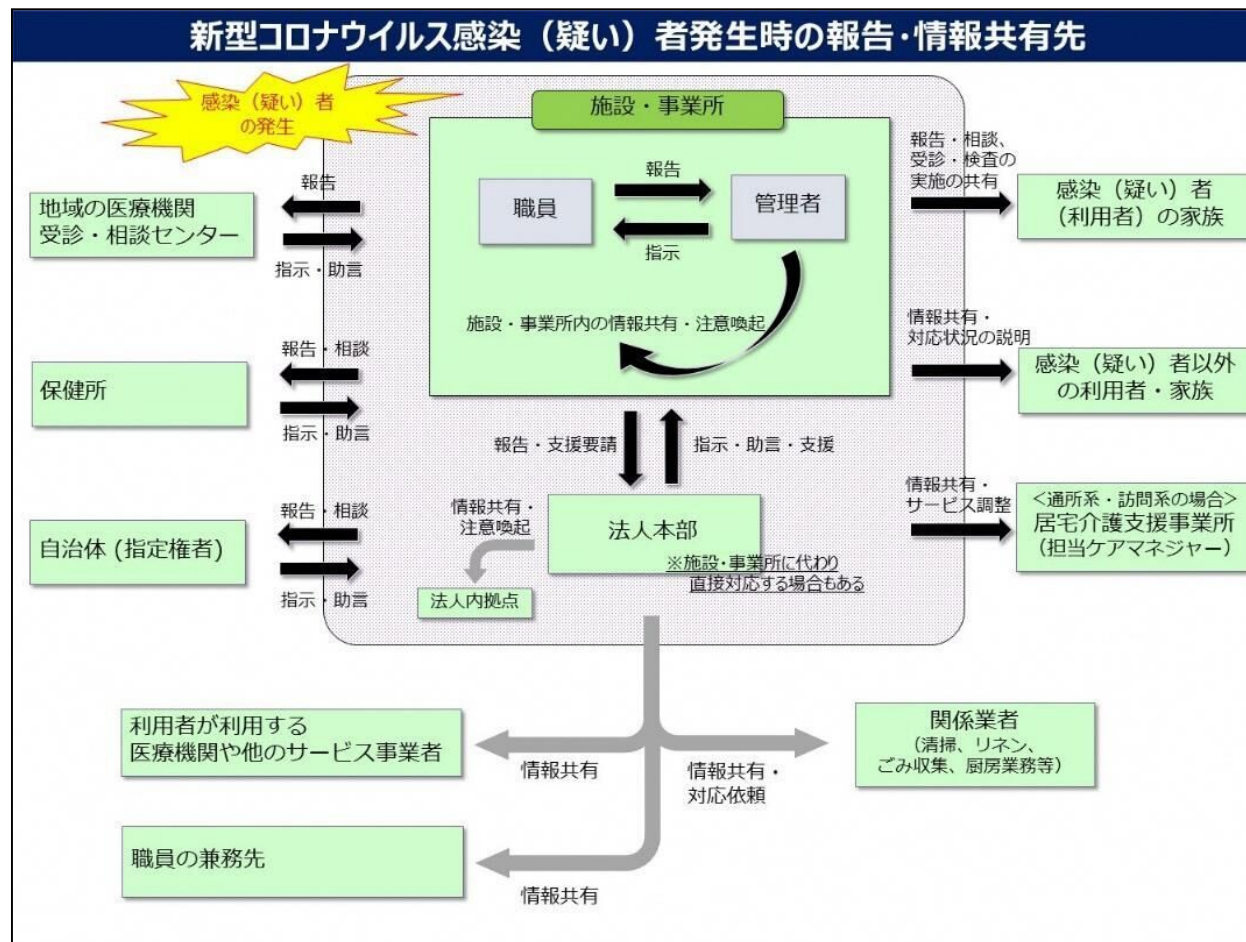 新型コロナウイルス感染（疑い）者発生時の報告・情報共有先
感染（疑い）者
の発生
施設・事業所
職員
報告
指示
管理者
施設・事業所内の情報共有・注意喚起
報告
地域の医療機関
受診・相談センター
指示・助言
報告・相談
保健所
指示・助言
報告・相談
自治体 (指定権者)
指示・助言
報告・相談、
受診・検査の
実施の共有
感染（疑い）者
（利用者）の家族
情報共有・
対応状況の説明
感染（疑い）者以外
の利用者・家族
情報共有・
サービス調整
<通所系・訪問系の場合>
居宅介護支援事業所
（担当ケアマネジャー）
報告・支援要請
指示・助言・支援
情報共有・
注意喚起
法人本部
※施設・事業所に代わり
直接対応する場合もある
法人内拠点
利用者が利用する
医療機関や他のサービス事業者
情報共有
情報共有・
対応依頼
関係業者
（清掃、リネン、
ごみ収集、厨房業務等）
職員の兼務先
情報共有